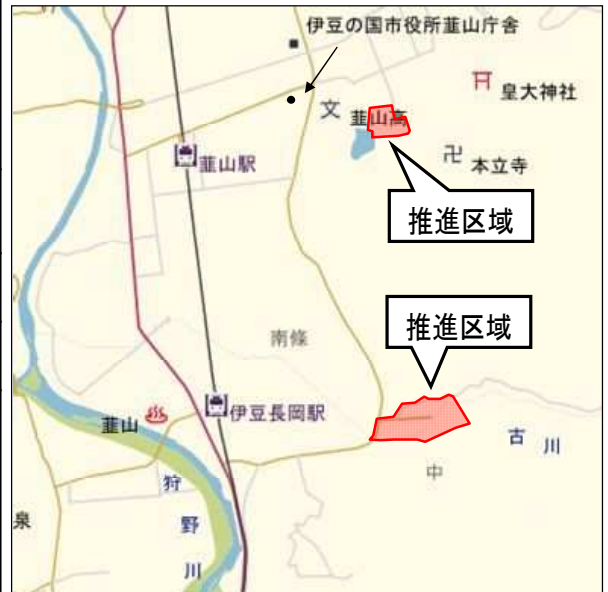 伊豆の国市役所韮山庁舎
皇大神社
文 韮山高
韮山駅
本立寺
推進区域
推進区域
南條
伊豆長岡駅
韮山
古川
中
狩野川
泉